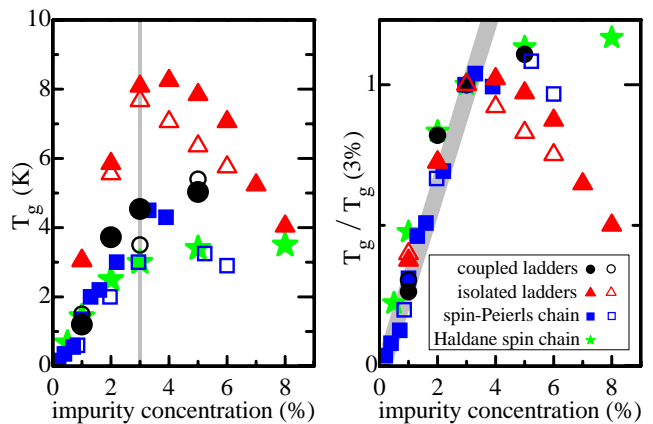 10
8
6
4
2
0
T_g (K)
0 2 4 6 8
impurity concentration (%)
1
0
T_g / T_g (3%)
coupled ladders
isolated ladders
spin-Peierls chain
Haldane spin chain
0 2 4 6 8
impurity concentration (%)